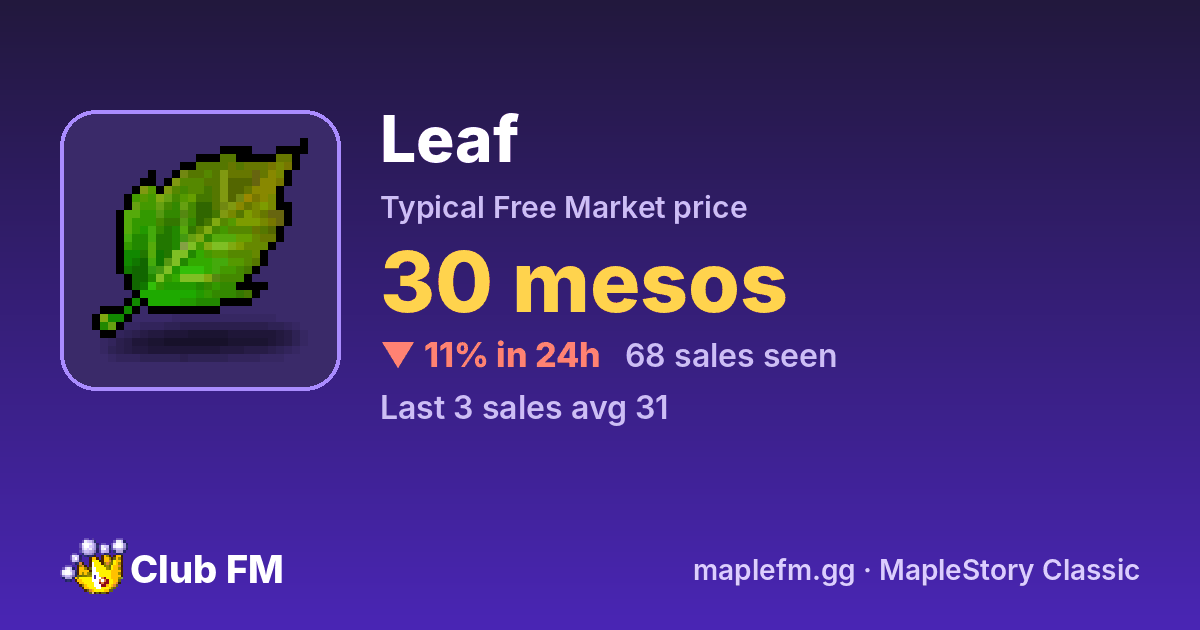 Leaf
Typical Free Market price
30 mesos
▼ 11% in 24h 68 sales seen
Last 3 sales avg 31
Club FM
maplefm.gg · MapleStory Classic